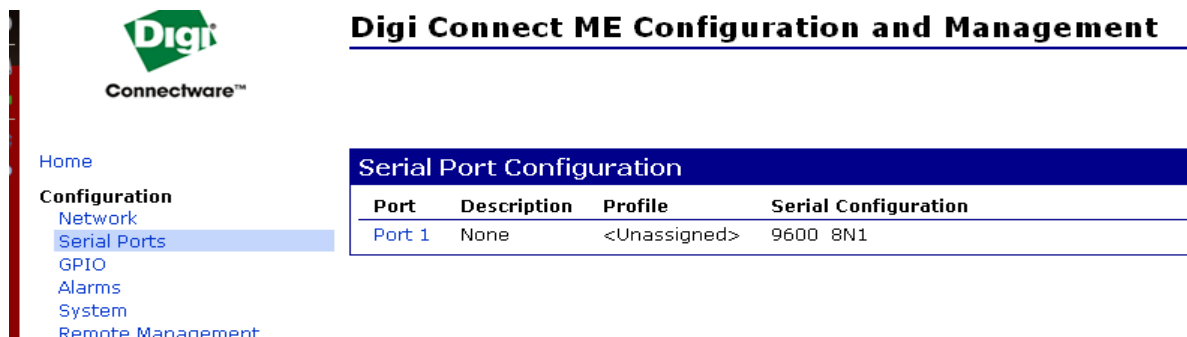 Digi
Connectware™
Digi Connect ME Configuration and Management
Home
Configuration
Network
Serial Ports
GPIO
Alarms
System
Remote Management
Serial Port Configuration
Port Description Profile Serial Configuration
Port 1 None <Unassigned> 9600 8N1